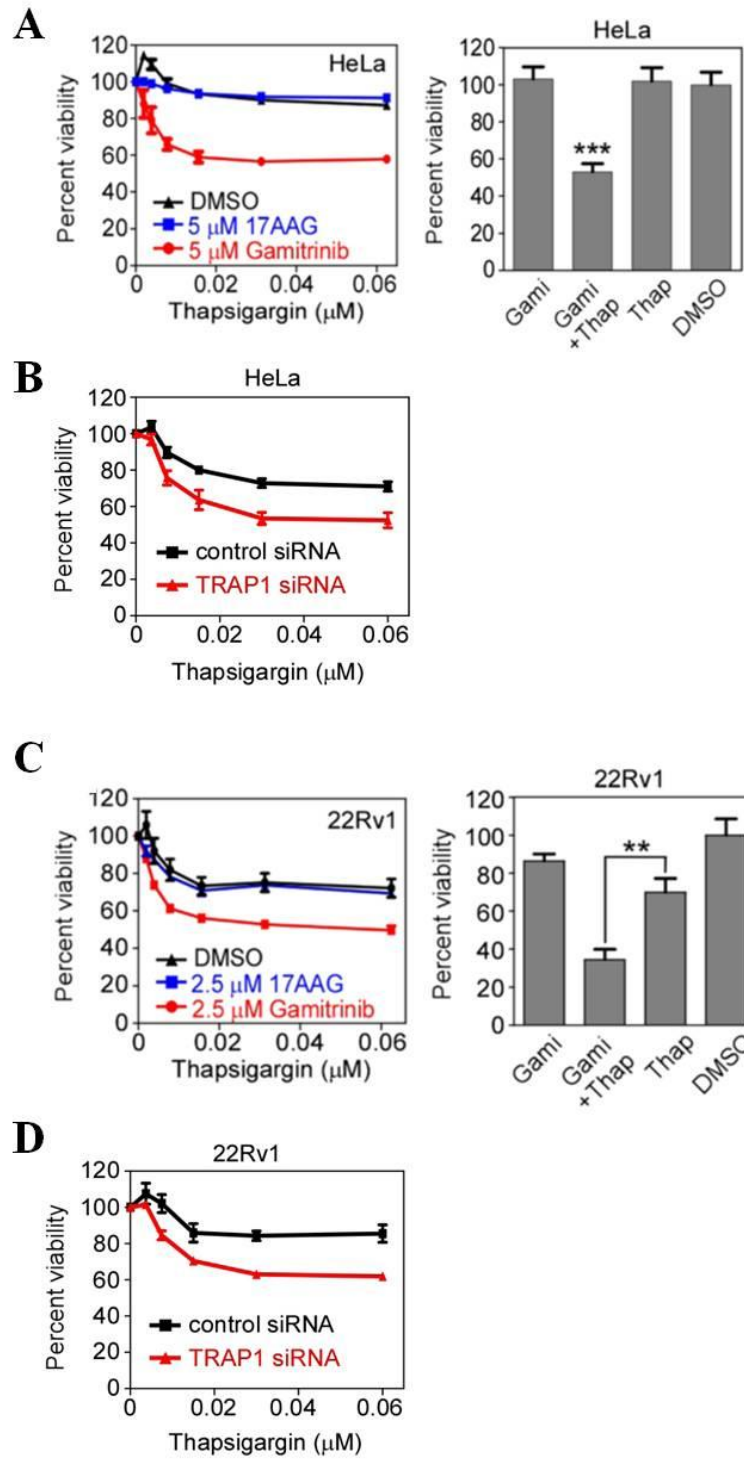 A
HeLa
Percent viability
120
100
80
60
40
20
0
DMSO
5 μM 17AAG
5 μM Gamitrinib
0
0.02
0.04
0.06
Thapsigargin (μM)
HeLa
Percent viability
120
100
80
60
40
20
0
***
Gami
Gami
+Thap
Thap
DMSO
B
HeLa
Percent viability
120
100
80
60
40
20
0
control siRNA
TRAP1 siRNA
0
0.02
0.04
0.06
Thapsigargin (μM)
C
22Rv1
Percent viability
120
100
80
60
40
20
0
DMSO
2.5 μM 17AAG
2.5 μM Gamitrinib
0
0.02
0.04
0.06
Thapsigargin (μM)
22Rv1
Percent viability
120
100
80
60
40
20
0
**
Gami
Gami
+Thap
Thap
DMSO
D
22Rv1
Percent viability
120
100
80
60
40
20
0
control siRNA
TRAP1 siRNA
0
0.02
0.04
0.06
Thapsigargin (μM)